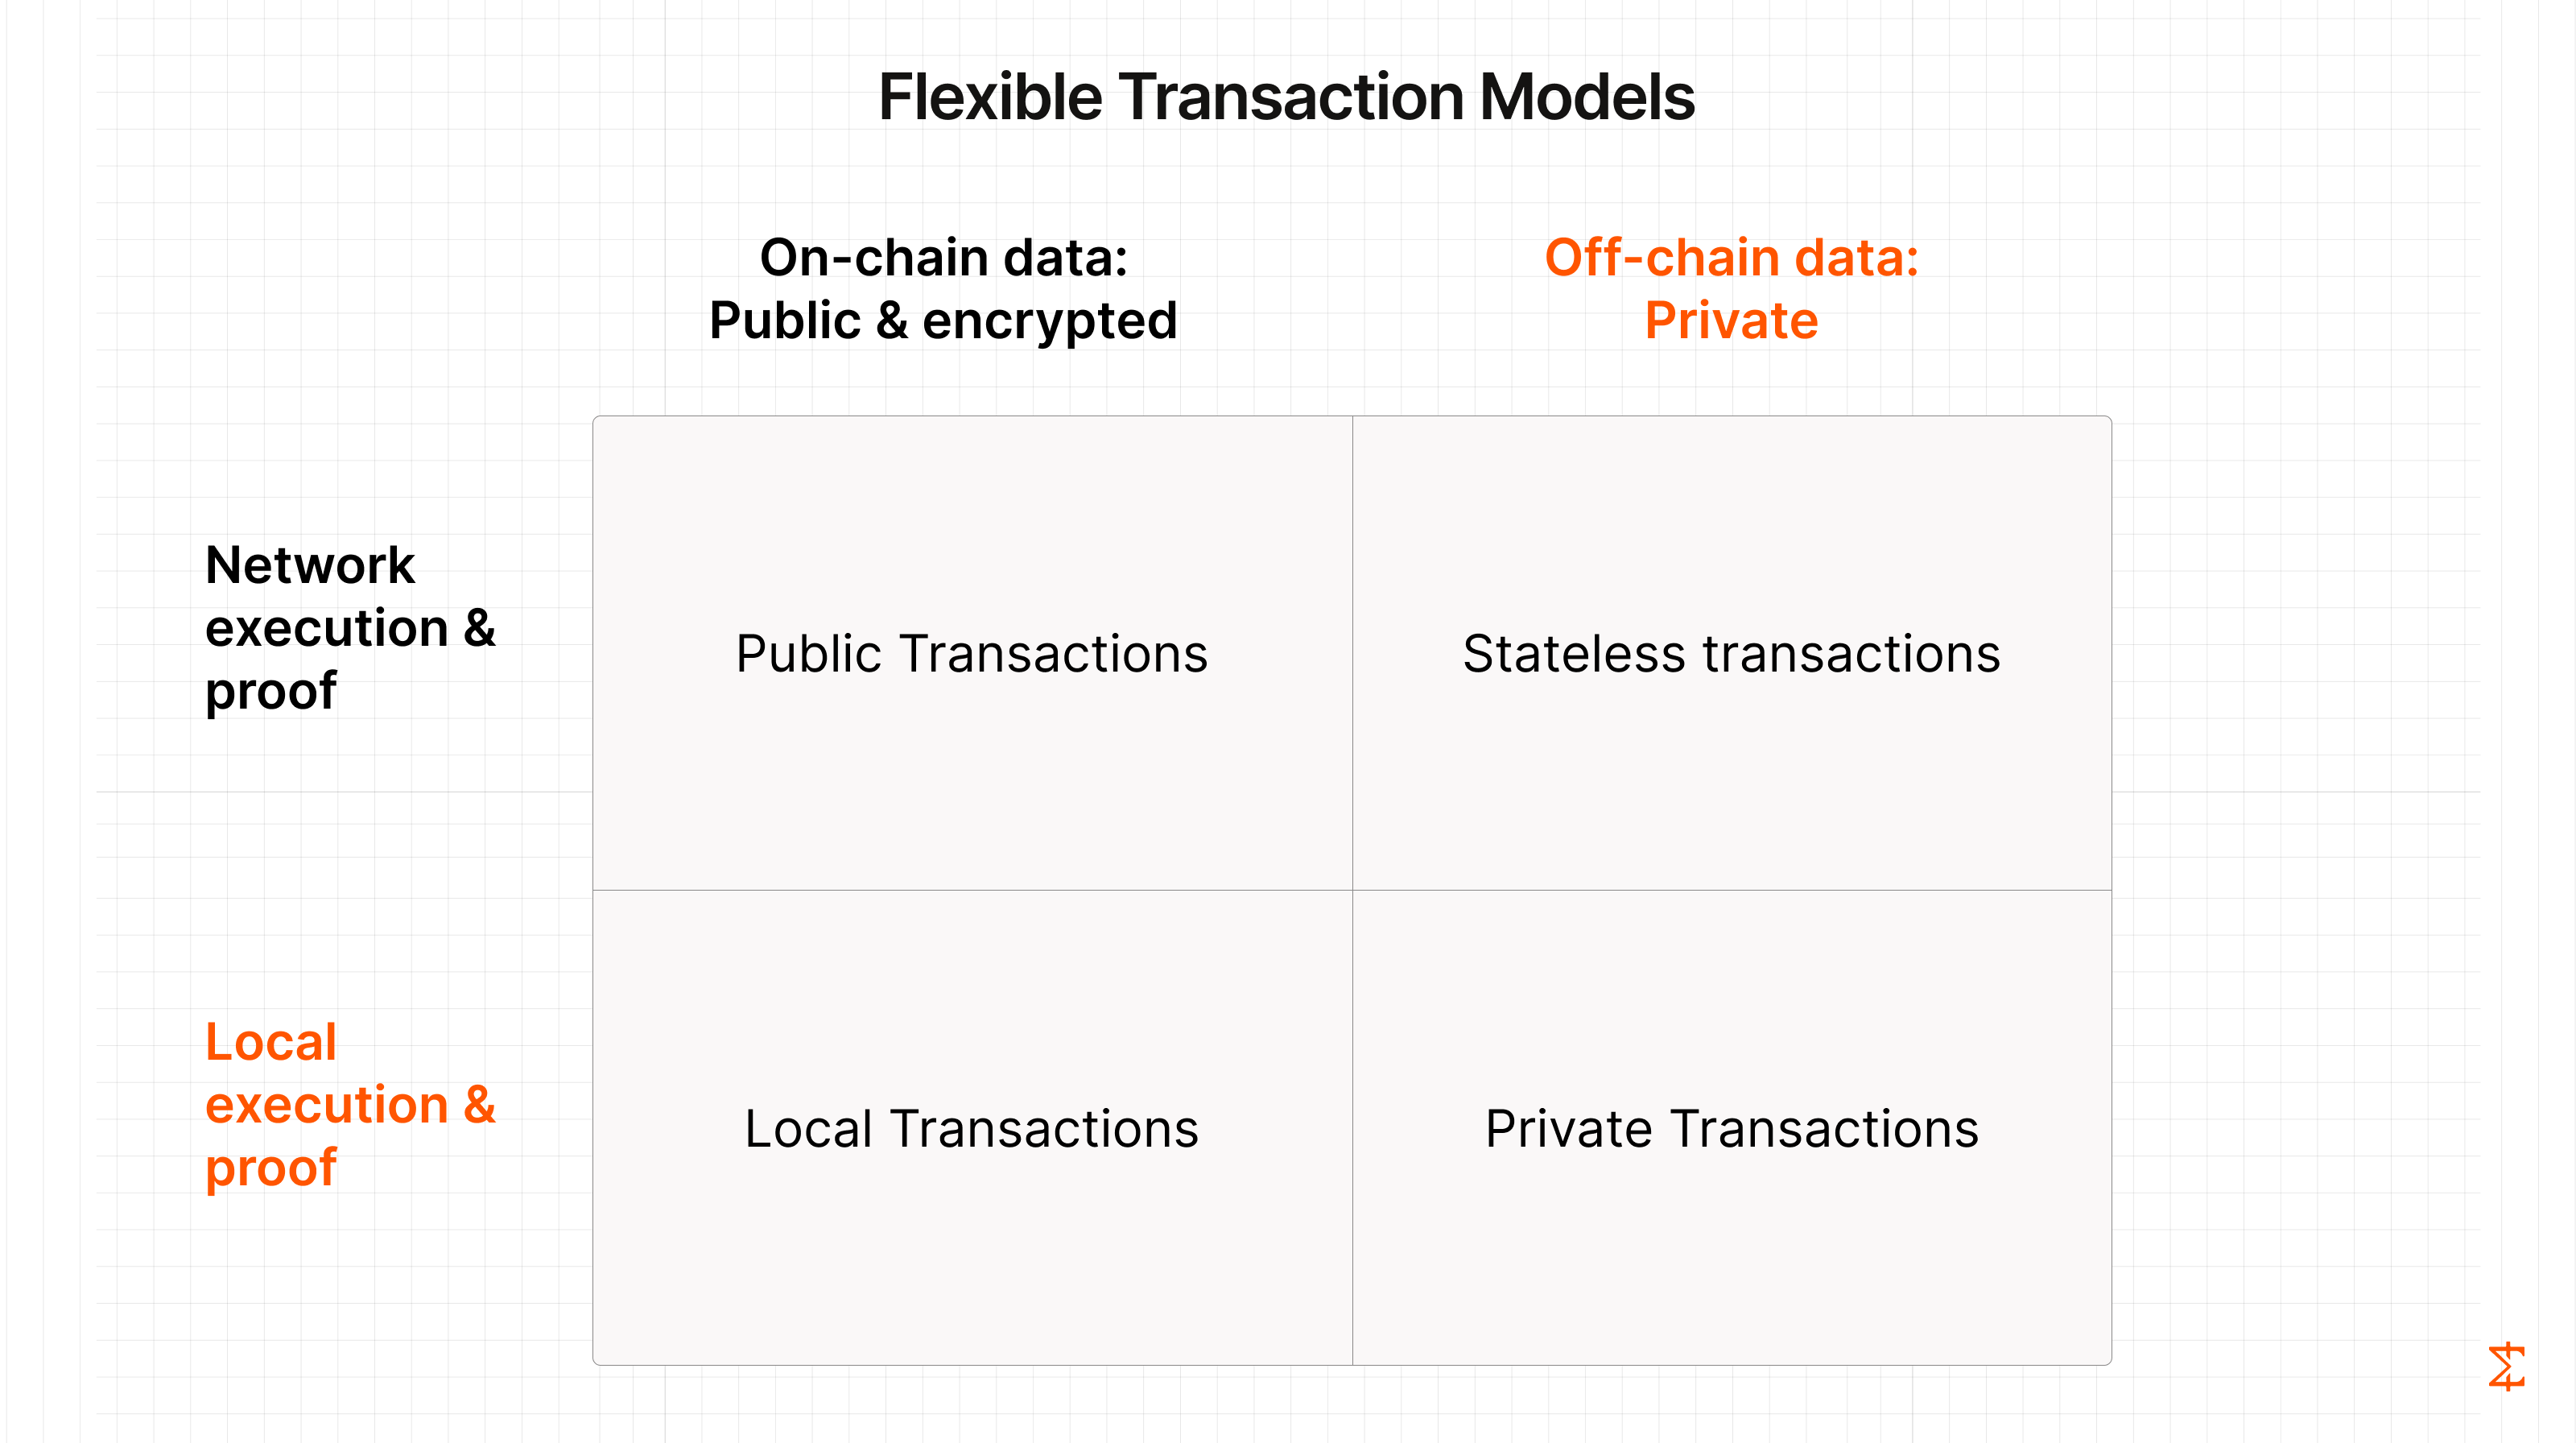 Flexible Transaction Models
On-chain data:
Public & encrypted
Off-chain data:
Private
Network
execution &
proof
Public Transactions
Stateless transactions
Local
execution &
proof
Local Transactions
Private Transactions